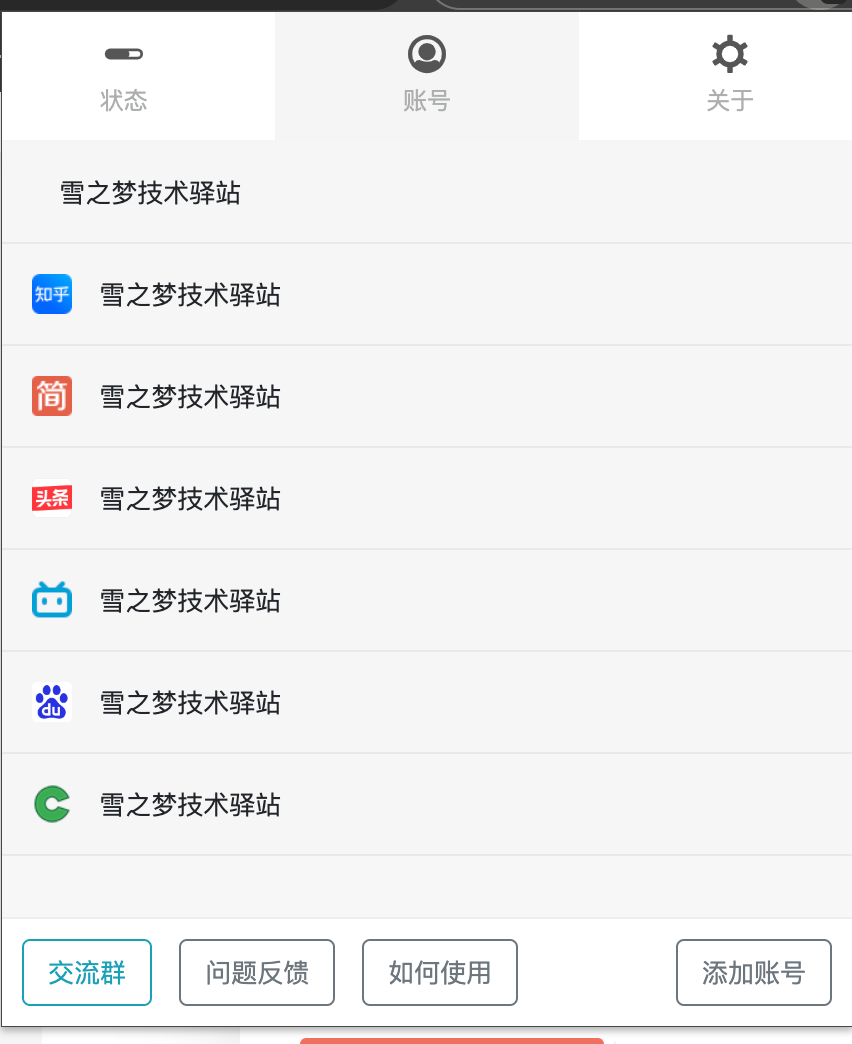 状态
账号
关于
雪之梦技术驿站
知乎 雪之梦技术驿站
简 雪之梦技术驿站
头条 雪之梦技术驿站
雪之梦技术驿站
du 雪之梦技术驿站
雪之梦技术驿站
交流群 问题反馈 如何使用 添加账号